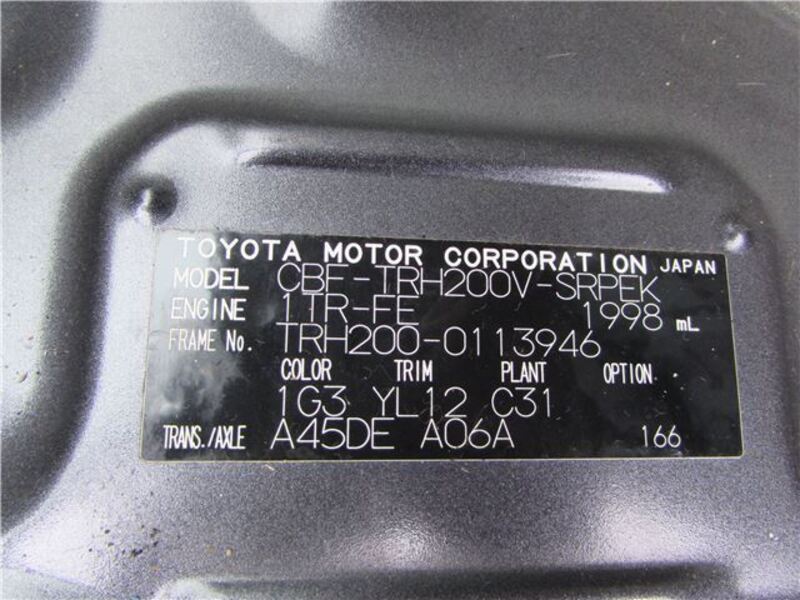 TOYOTA MOTOR CORPORATION JAPAN
MODEL CBF-TRH200V-SRPEK
ENGINE 1TR-FE 1998 mL
FRAME No. TRH200-0113946
COLOR TRIM PLANT OPTION
1G3 YL12 C31
TRANS./AXLE A45DE A06A 166